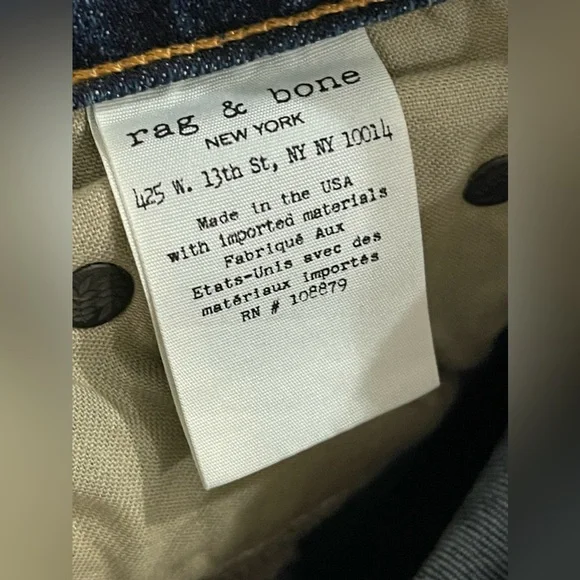 rag & bone
NEW YORK
425 W. 13th St, NY NY 10014
Made in the USA
with imported materials
Fabriqué Aux
Etats-Unis avec des
matériaux importés
RN # 108879